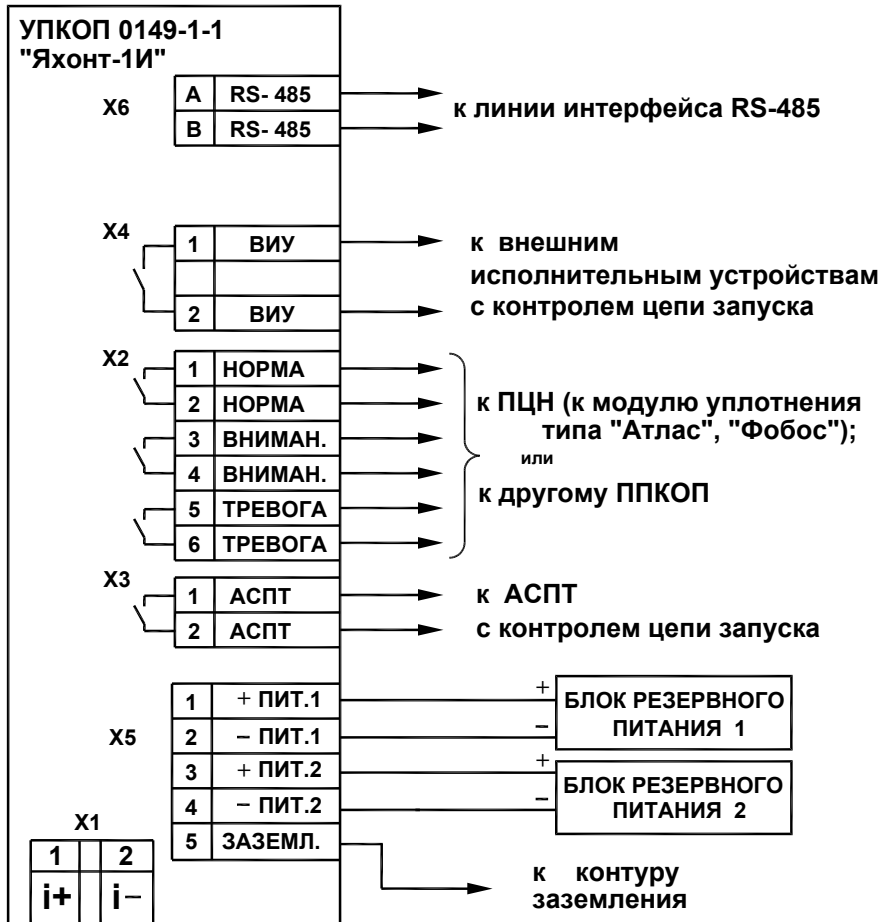 УПКОП 0149-1-1
"Яхонт-1И"
X6
A RS- 485
B RS- 485
к линии интерфейса RS-485
X4
1 ВИУ
2 ВИУ
к внешним
исполнительным устройствам
с контролем цепи запуска
X2
1 НОРМА
2 НОРМА
3 ВНИМАН.
4 ВНИМАН.
5 ТРЕВОГА
6 ТРЕВОГА
к ПЦН (к модулю уплотнения
типа "Атлас", "Фобос");
или
к другому ППКОП
X3
1 АСПТ
2 АСПТ
к АСПТ
с контролем цепи запуска
X5
1 + ПИТ.1
2 – ПИТ.1
3 + ПИТ.2
4 – ПИТ.2
5 ЗАЗЕМЛ.
+
–
БЛОК РЕЗЕРВНОГО
ПИТАНИЯ 1
+
–
БЛОК РЕЗЕРВНОГО
ПИТАНИЯ 2
к контуру
заземления
X1
1 2
i+ i–